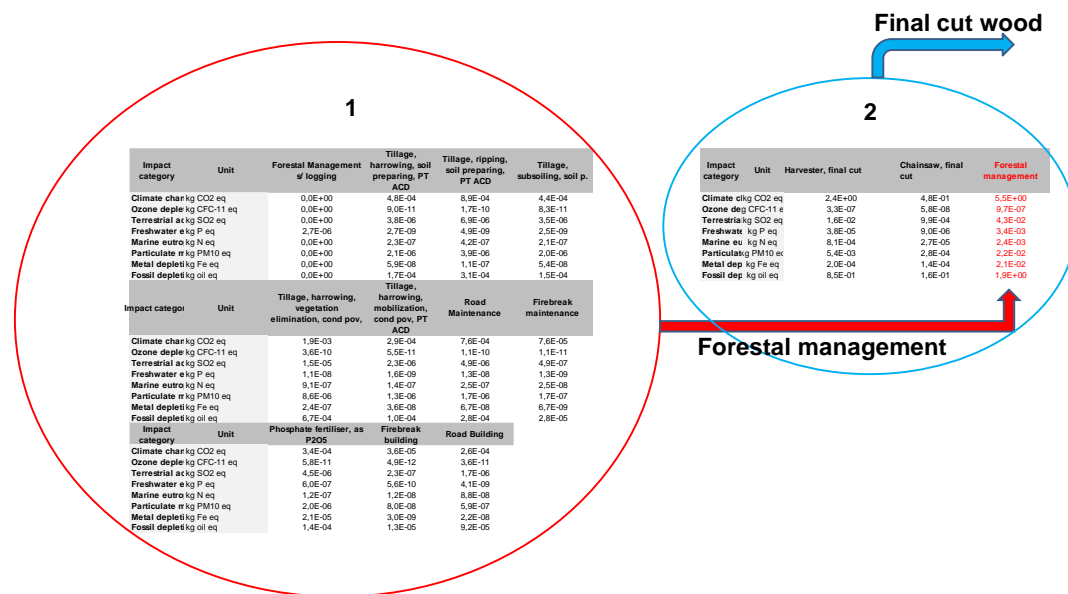 Final cut wood
1
2
Impact category Unit Forestal Management s/ logging Tillage, harrowing, soil preparing, PT ACD Tillage, ripping, soil preparing, PT ACD Tillage, subsoiling, soil p.
Climate char kg CO2 eq 0,0E+00 4,8E-04 8,9E-04 4,4E-04
Ozone deple kg CFC-11 eq 0,0E+00 9,0E-11 1,7E-10 8,3E-11
Terrestrial ac kg SO2 eq 0,0E+00 3,8E-06 6,9E-06 3,5E-06
Freshwater e kg P eq 2,7E-06 2,7E-09 4,9E-09 2,5E-09
Marine eutro kg N eq 0,0E+00 2,3E-07 4,2E-07 2,1E-07
Particulate m kg PM10 eq 0,0E+00 2,1E-06 3,9E-06 2,0E-06
Metal depleti kg Fe eq 0,0E+00 5,9E-08 1,1E-07 5,4E-08
Fossil depleti kg oil eq 0,0E+00 1,7E-04 3,1E-04 1,5E-04
Impact categor Unit Tillage, harrowing, vegetation elimination, cond pov, Tillage, harrowing, mobilization, cond pov, PT ACD Road Maintenance Firebreak maintenance
Climate char kg CO2 eq 1,9E-03 2,9E-04 7,6E-04 7,6E-05
Ozone deple kg CFC-11 eq 3,6E-10 5,5E-11 1,1E-10 1,1E-11
Terrestrial ac kg SO2 eq 1,5E-05 2,3E-06 4,9E-06 4,9E-07
Freshwater e kg P eq 1,1E-08 1,6E-09 1,3E-08 1,3E-09
Marine eutro kg N eq 9,1E-07 1,4E-07 2,5E-07 2,5E-08
Particulate m kg PM10 eq 8,6E-06 1,3E-06 1,7E-06 1,7E-07
Metal depleti kg Fe eq 2,4E-07 3,6E-08 6,7E-08 6,7E-09
Fossil depleti kg oil eq 6,7E-04 1,0E-04 2,8E-04 2,8E-05
Impact category Unit Phosphate fertiliser, as P2O5 Firebreak building Road Building
Climate char kg CO2 eq 3,4E-04 3,6E-05 2,6E-04
Ozone deple kg CFC-11 eq 5,8E-11 4,9E-12 3,6E-11
Terrestrial ac kg SO2 eq 4,5E-06 2,3E-07 1,7E-06
Freshwater e kg P eq 6,0E-07 5,6E-10 4,1E-09
Marine eutro kg N eq 1,2E-07 1,2E-08 8,8E-08
Particulate m kg PM10 eq 2,0E-06 8,0E-08 5,9E-07
Metal depleti kg Fe eq 2,1E-05 3,0E-09 2,2E-08
Fossil depleti kg oil eq 1,4E-04 1,3E-05 9,2E-05
Impact category Unit Harvester, final cut Chainsaw, final cut Forestal management
Climate cl kg CO2 eq 2,4E+00 4,8E-01 5,5E+00
Ozone de kg CFC-11 e 3,3E-07 5,8E-08 9,7E-07
Terrestria kg SO2 eq 1,6E-02 9,9E-04 4,3E-02
Freshwate kg P eq 3,8E-05 9,0E-06 3,4E-03
Marine eu kg N eq 8,1E-04 2,7E-05 2,4E-03
Particulat kg PM10 ec 5,4E-03 2,8E-04 2,2E-02
Metal dep kg Fe eq 2,0E-04 1,4E-04 2,1E-02
Fossil dep kg oil eq 8,5E-01 1,6E-01 1,9E+00
Forestal management